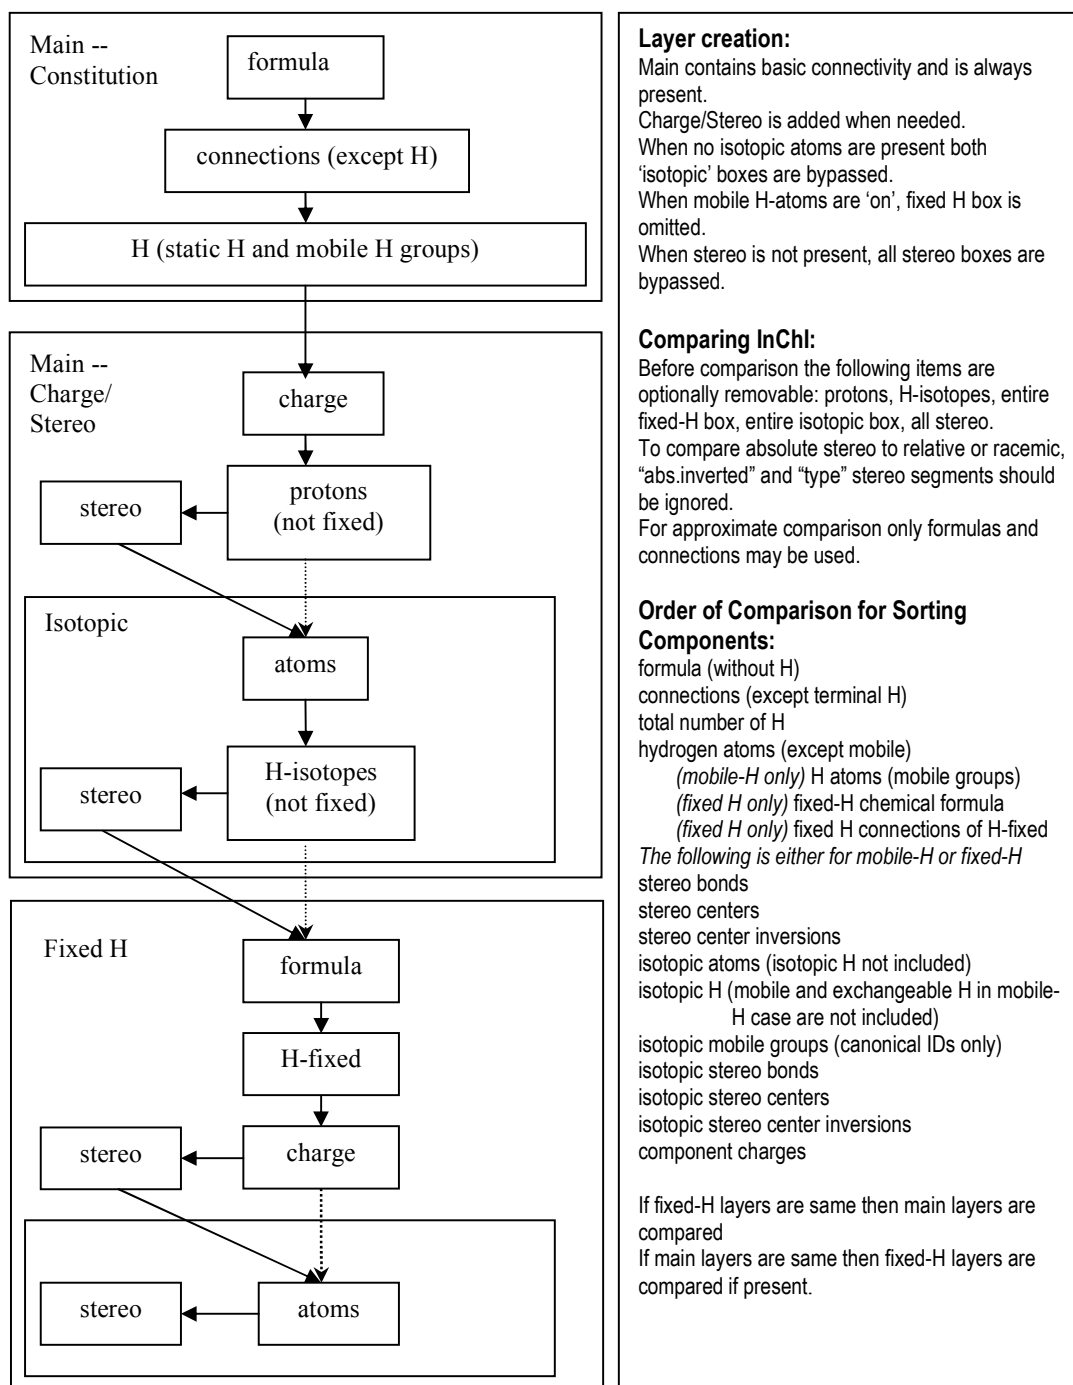 Main --
Constitution
formula
connections (except H)
H (static H and mobile H groups)
Main --
Charge/
Stereo
charge
protons
(not fixed)
stereo
Isotopic
atoms
H-isotopes
(not fixed)
stereo
Fixed H
formula
H-fixed
charge
stereo
atoms
stereo
Layer creation:
Main contains basic connectivity and is always
present.
Charge/Stereo is added when needed.
When no isotopic atoms are present both
‘isotopic’ boxes are bypassed.
When mobile H-atoms are ‘on’, fixed H box is
omitted.
When stereo is not present, all stereo boxes are
bypassed.
Comparing InChI:
Before comparison the following items are
optionally removable: protons, H-isotopes, entire
fixed-H box, entire isotopic box, all stereo.
To compare absolute stereo to relative or racemic,
“abs.inverted” and “type” stereo segments should
be ignored.
For approximate comparison only formulas and
connections may be used.
Order of Comparison for Sorting
Components:
formula (without H)
connections (except terminal H)
total number of H
hydrogen atoms (except mobile)
(mobile-H only) H atoms (mobile groups)
(fixed H only) fixed-H chemical formula
(fixed H only) fixed H connections of H-fixed
The following is either for mobile-H or fixed-H
stereo bonds
stereo centers
stereo center inversions
isotopic atoms (isotopic H not included)
isotopic H (mobile and exchangeable H in mobile-
H case are not included)
isotopic mobile groups (canonical IDs only)
isotopic stereo bonds
isotopic stereo centers
isotopic stereo center inversions
component charges
If fixed-H layers are same then main layers are
compared
If main layers are same then fixed-H layers are
compared if present.